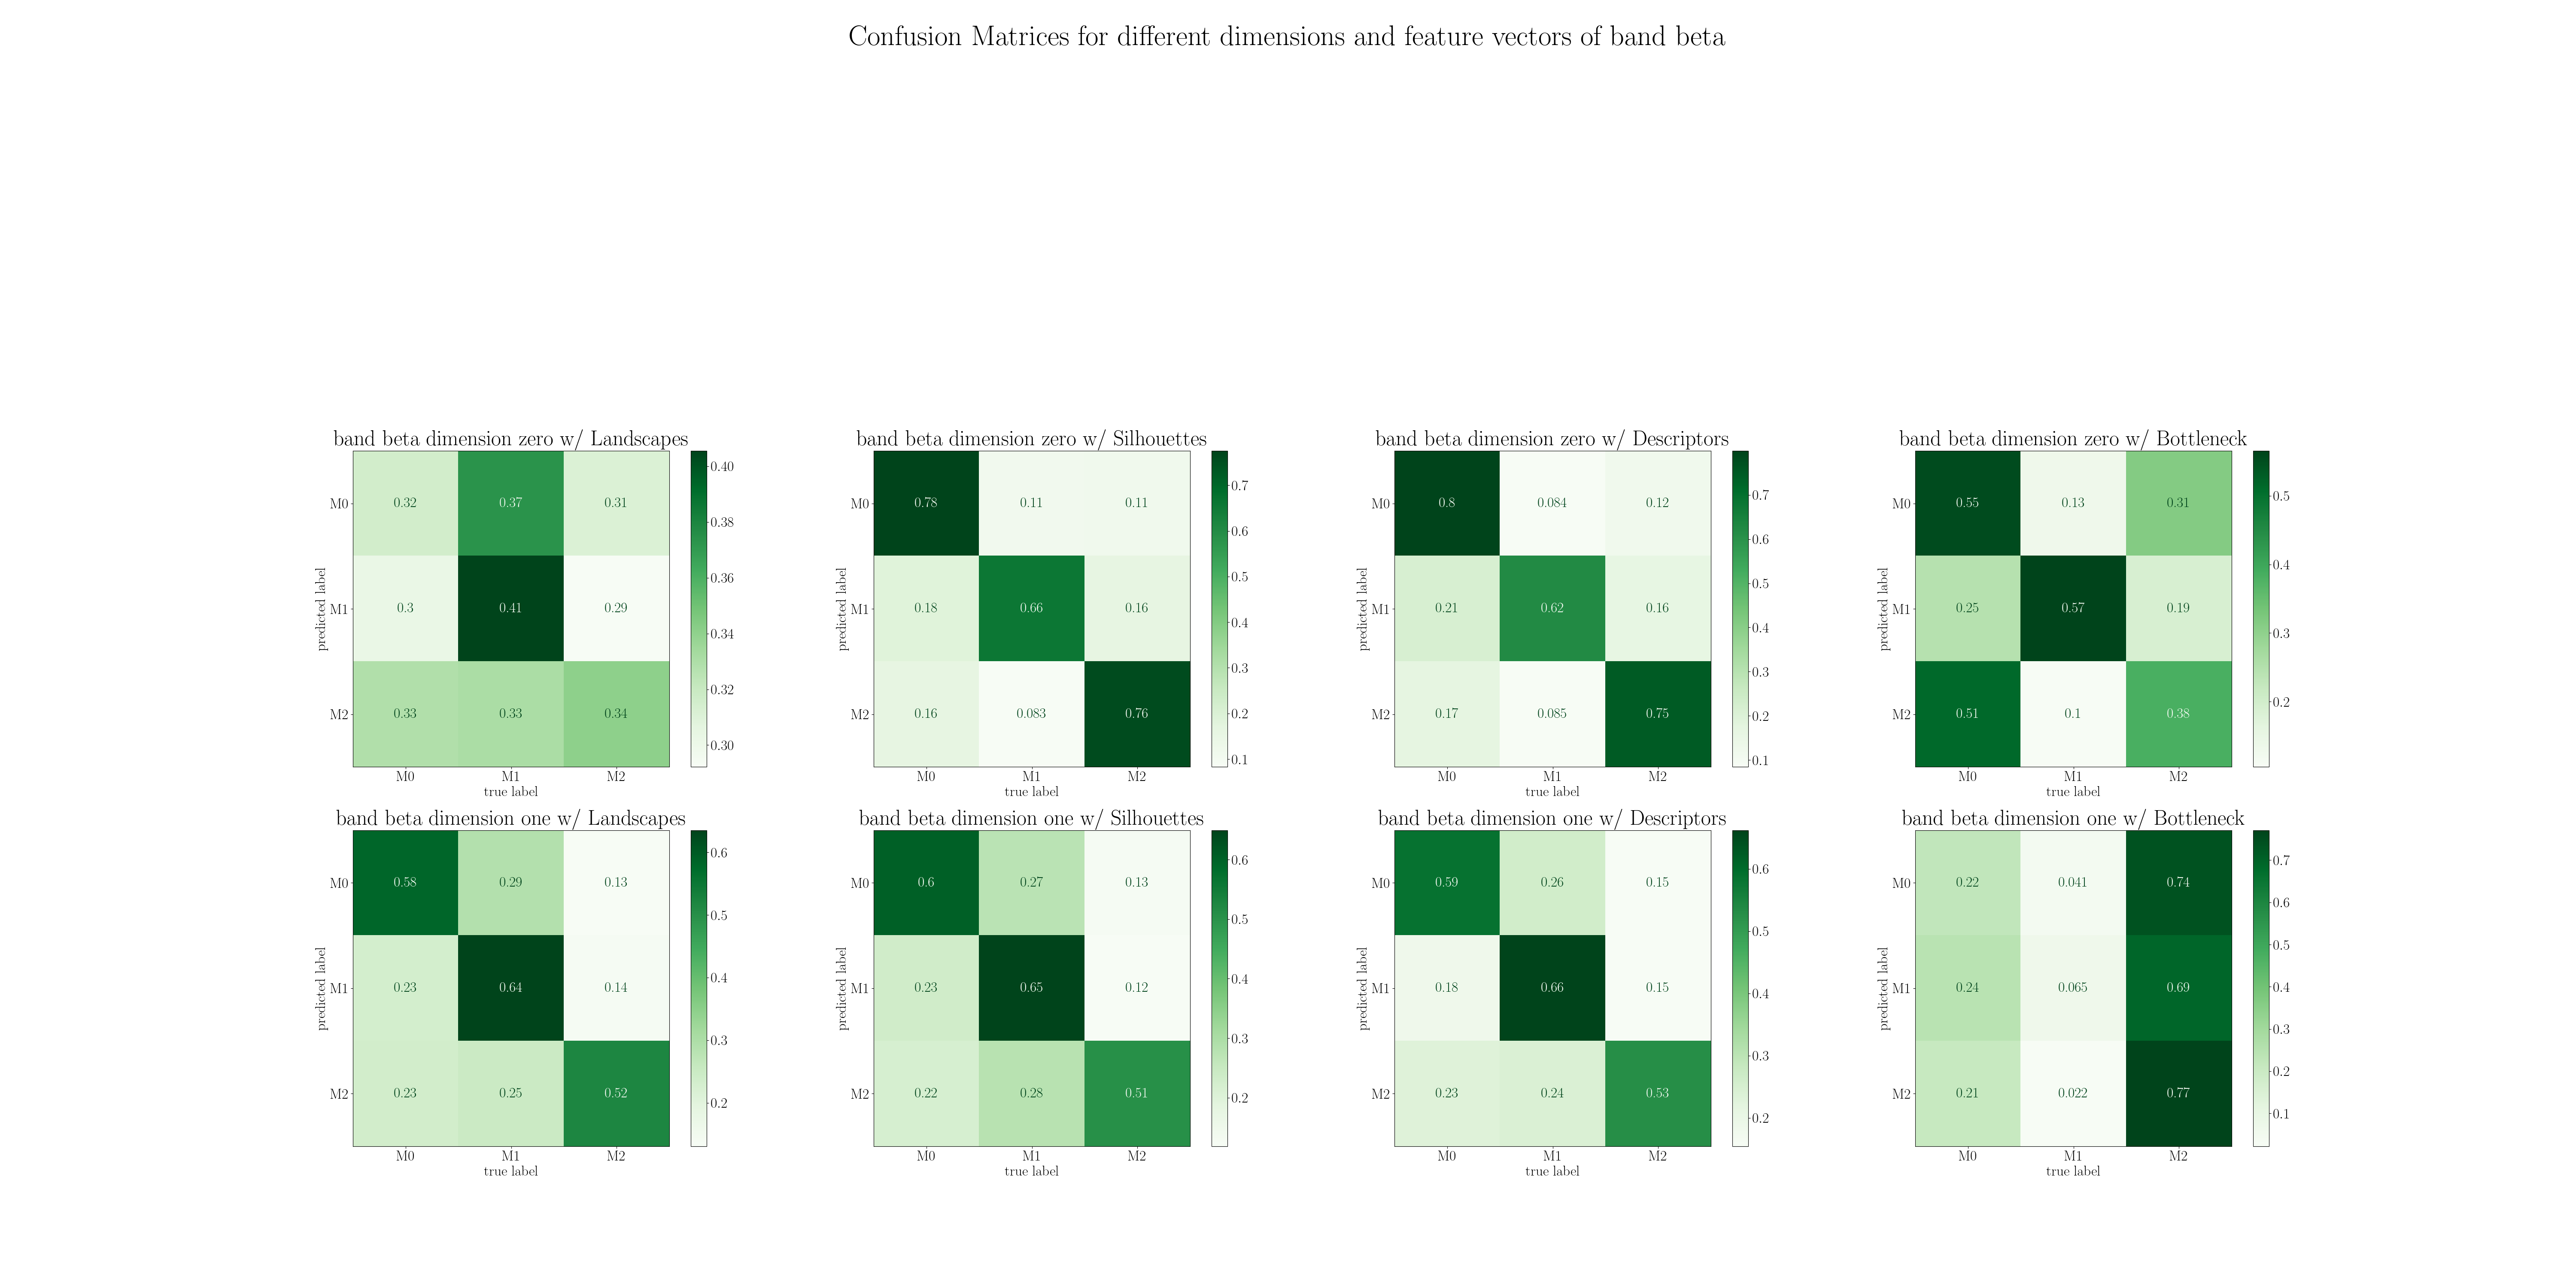 Confusion Matrices for different dimensions and feature vectors of band beta
band beta dimension zero w/ Landscapes
0.40
0.38
0.36
0.34
0.32
0.30
M0 0.32 0.37 0.31
M1 0.3 0.41 0.29
M2 0.33 0.33 0.34
predicted label
M0 M1 M2
true label
band beta dimension zero w/ Silhouettes
0.7
0.6
0.5
0.4
0.3
0.2
0.1
M0 0.78 0.11 0.11
M1 0.18 0.66 0.16
M2 0.16 0.083 0.76
predicted label
M0 M1 M2
true label
band beta dimension zero w/ Descriptors
0.7
0.6
0.5
0.4
0.3
0.2
0.1
M0 0.8 0.084 0.12
M1 0.21 0.62 0.16
M2 0.17 0.085 0.75
predicted label
M0 M1 M2
true label
band beta dimension zero w/ Bottleneck
0.5
0.4
0.3
0.2
M0 0.55 0.13 0.31
M1 0.25 0.57 0.19
M2 0.51 0.1 0.38
predicted label
M0 M1 M2
true label
band beta dimension one w/ Landscapes
0.6
0.5
0.4
0.3
0.2
M0 0.58 0.29 0.13
M1 0.23 0.64 0.14
M2 0.23 0.25 0.52
predicted label
M0 M1 M2
true label
band beta dimension one w/ Silhouettes
0.6
0.5
0.4
0.3
0.2
M0 0.6 0.27 0.13
M1 0.23 0.65 0.12
M2 0.22 0.28 0.51
predicted label
M0 M1 M2
true label
band beta dimension one w/ Descriptors
0.6
0.5
0.4
0.3
0.2
M0 0.59 0.26 0.15
M1 0.18 0.66 0.15
M2 0.23 0.24 0.53
predicted label
M0 M1 M2
true label
band beta dimension one w/ Bottleneck
0.7
0.6
0.5
0.4
0.3
0.2
0.1
M0 0.22 0.041 0.74
M1 0.24 0.065 0.69
M2 0.21 0.022 0.77
predicted label
M0 M1 M2
true label